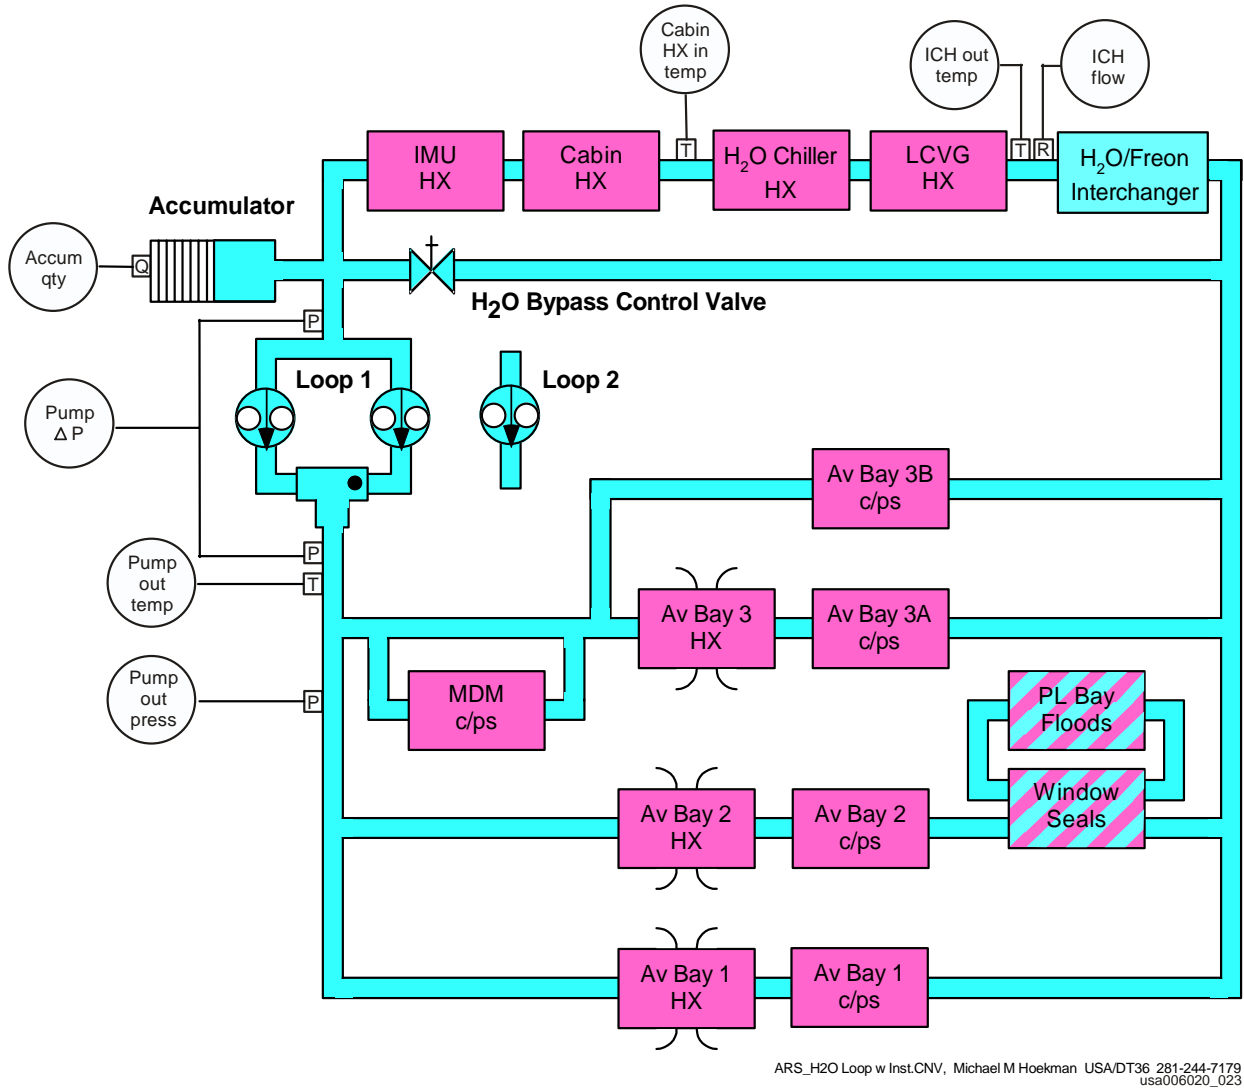 Cabin
HX in
temp
ICH out
temp
ICH
flow
T
T
R
IMU
HX
Cabin
HX
H2O Chiller
HX
LCVG
HX
H2O/Freon
Interchanger
Accumulator
Accum
qty
Q
H2O Bypass Control Valve
P
Loop 1
Loop 2
Pump
Δ P
Av Bay 3B
c/ps
P
Pump
out
temp
T
Av Bay 3
HX
Av Bay 3A
c/ps
Pump
out
press
P
MDM
c/ps
PL Bay
Floods
Window
Seals
Av Bay 2
HX
Av Bay 2
c/ps
Av Bay 1
HX
Av Bay 1
c/ps
ARS_H2O Loop w Inst.CNV, Michael M Hoekman USA/DT36 281-244-7179
usa006020_023